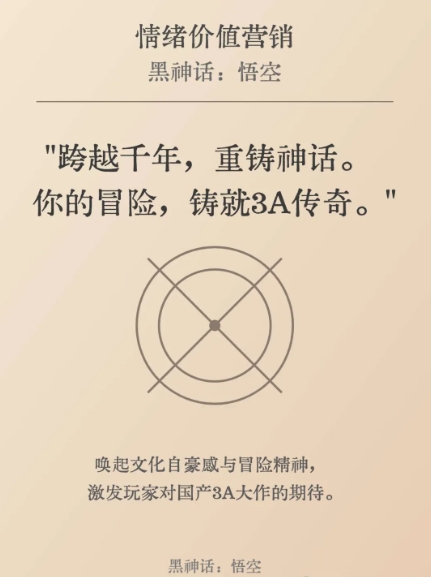 情绪价值营销
黑神话：悟空
"跨越千年，重铸神话。
你的冒险，铸就3A传奇。"
唤起文化自豪感与冒险精神，
激发玩家对国产3A大作的期待。
黑神话：悟空